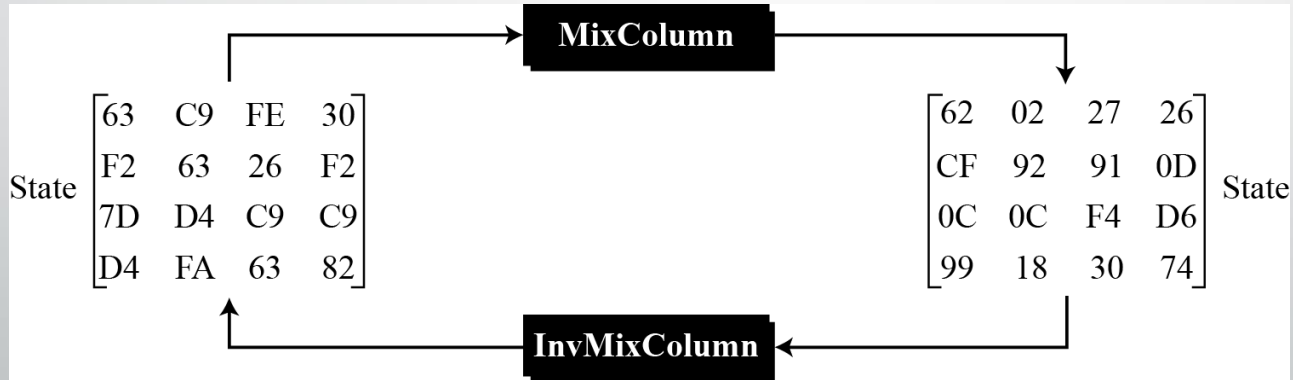 MixColumn
63 C9 FE 30 62 02 27 26
F2 63 26 F2 CF 92 91 0D
State State
7D D4 C9 C9 0C 0C F4 D6
D4 FA 63 82 99 18 30 74
InvMixColumn